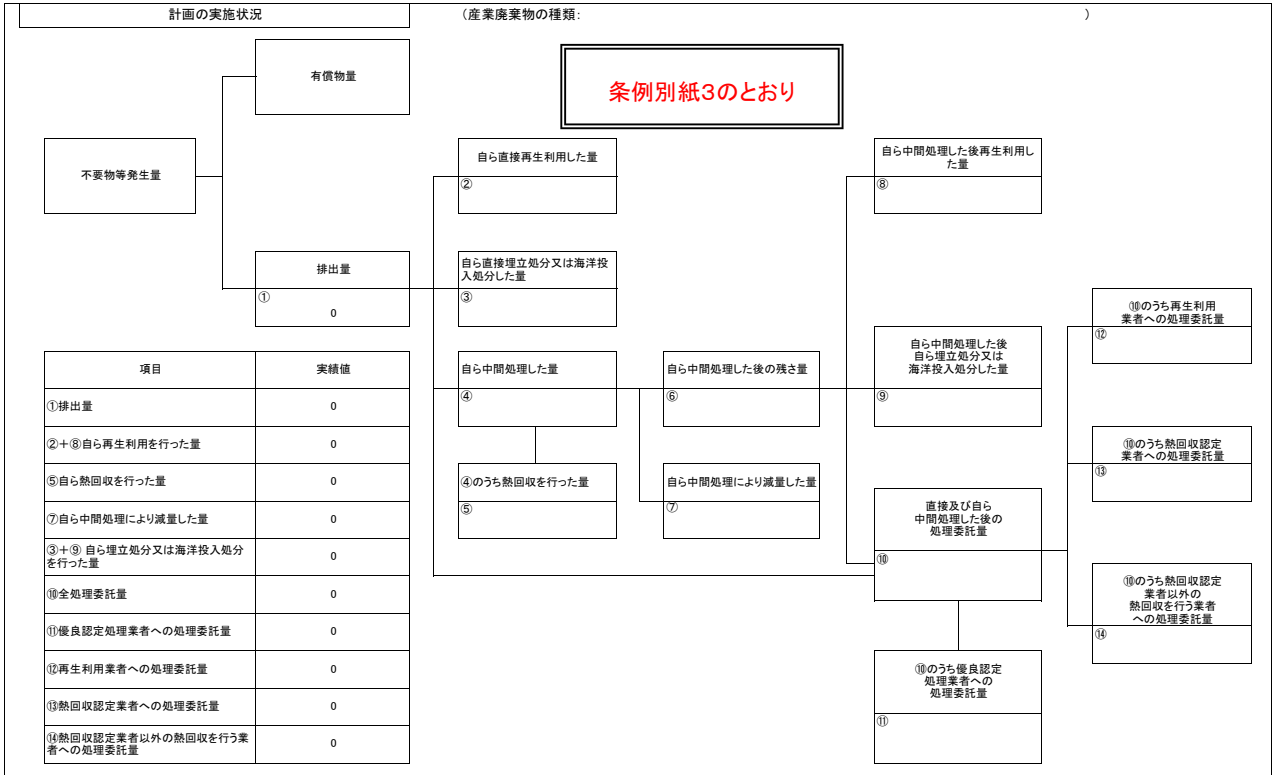 計画の実施状況
（産業廃棄物の種類：
）
有償物量
条例別紙3のとおり
不要物等発生量
自ら直接再生利用した量
②
自ら中間処理した後再生利用し
た量
⑧
排出量
①
0
自ら直接埋立処分又は海洋投
入処分した量
③
⑩のうち再生利用
業者への処理委託量
⑫
項目
実績値
①排出量
0
②＋⑧自ら再生利用を行った量
0
⑤自ら熱回収を行った量
0
⑦自ら中間処理により減量した量
0
③＋⑨ 自ら埋立処分又は海洋投入処分
を行った量
0
⑩全処理委託量
0
⑪優良認定処理業者への処理委託量
0
⑫再生利用業者への処理委託量
0
⑬熱回収認定業者への処理委託量
0
⑭熱回収認定業者以外の熱回収を行う業
者への処理委託量
0
自ら中間処理した量
④
自ら中間処理した後の残さ量
⑥
自ら中間処理した後
自ら埋立処分又は
海洋投入処分した量
⑨
④のうち熱回収を行った量
⑤
自ら中間処理により減量した量
⑦
⑩のうち熱回収認定
業者への処理委託量
⑬
直接及び自ら
中間処理した後の
処理委託量
⑩
⑩のうち熱回収認定
業者以外の
熱回収を行う業者
への処理委託量
⑭
⑩のうち優良認定
処理業者への
処理委託量
⑪